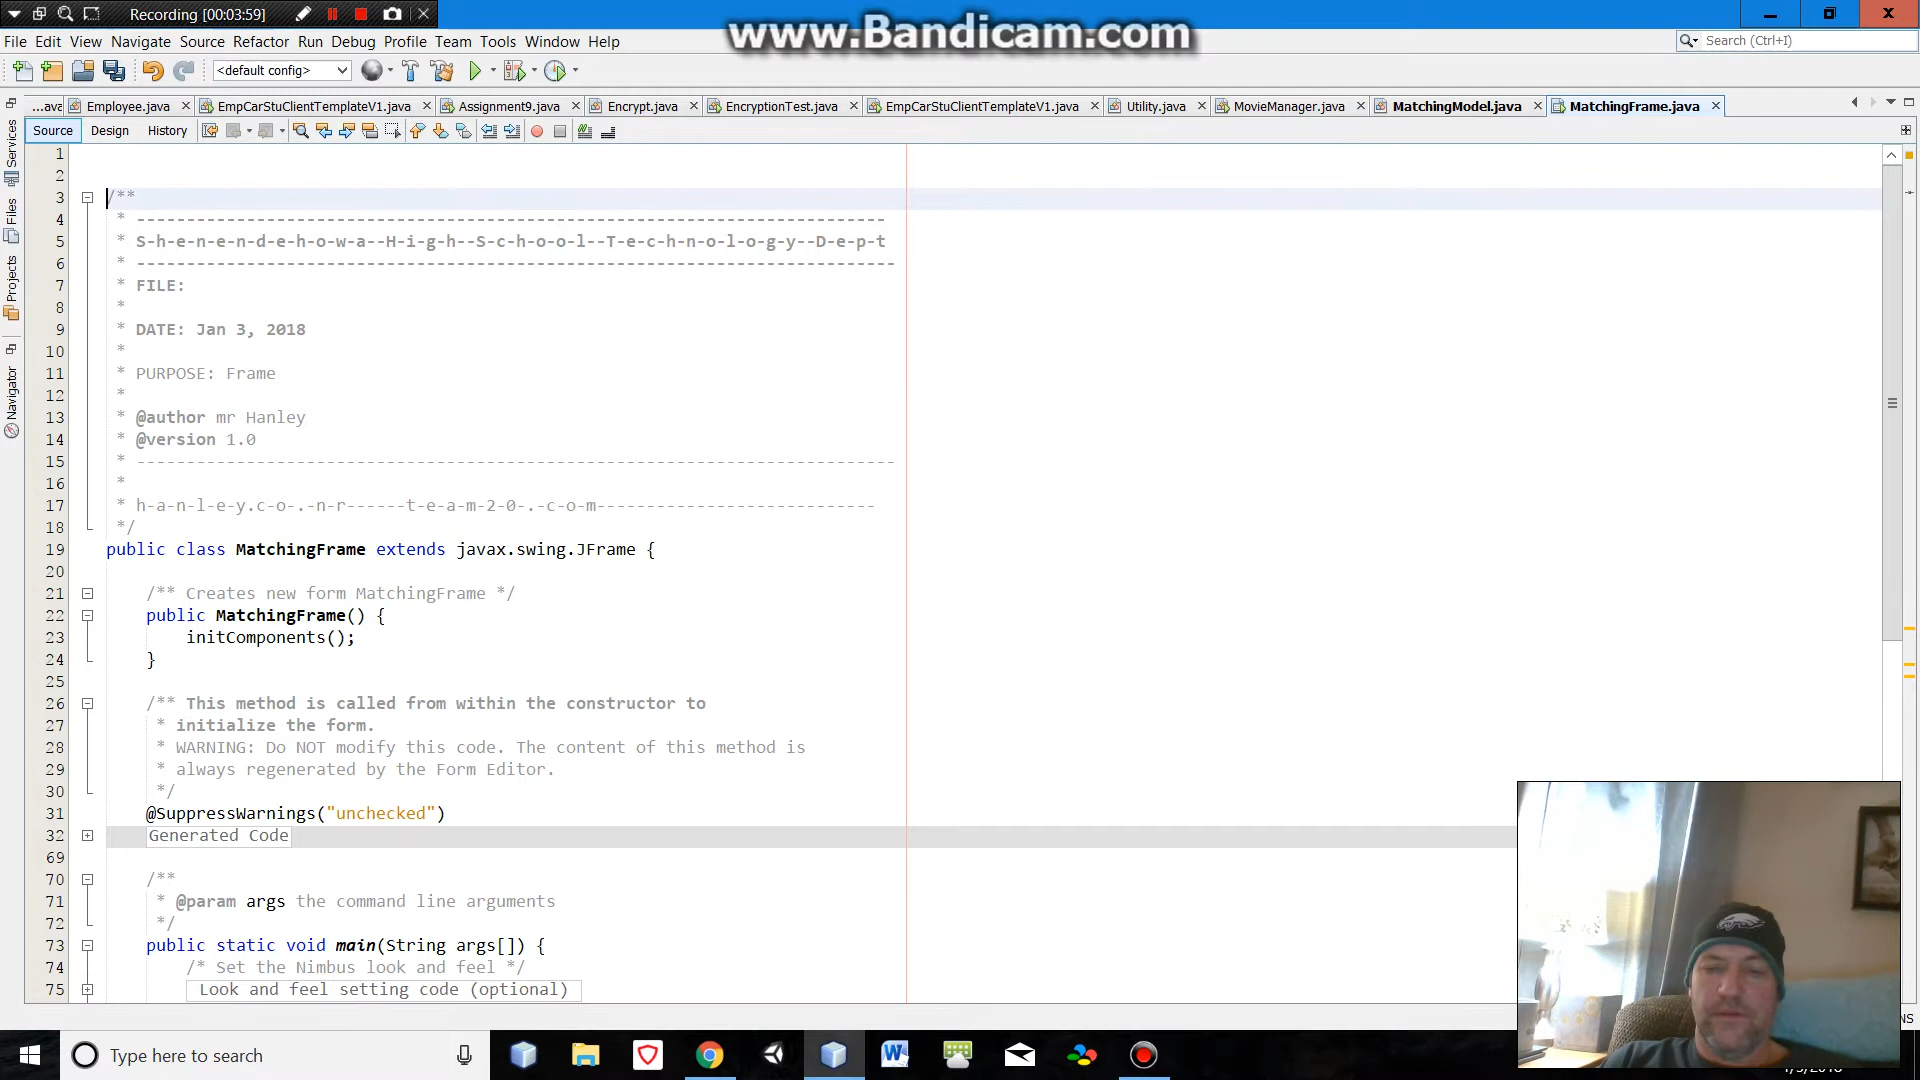 Recording [00:03:59]
www.Bandicam.com
File Edit View Navigate Source Refactor Run Debug Profile Team Tools Window Help
Search (Ctrl+I)
<default config>
...ava Employee.java EmpCarStuClientTemplateV1.java Assignment9.java Encrypt.java EncryptionTest.java EmpCarStuClientTemplateV1.java Utility.java MovieManager.java MatchingModel.java MatchingFrame.java
Source Design History
Services
Files
Projects
Navigator
1
2
3 /**
4 * ---------------------------------------------------------------------------
5 * S-h-e-n-e-n-d-e-h-o-w-a--H-i-g-h--S-c-h-o-o-l--T-e-c-h-n-o-l-o-g-y--D-e-p-t
6 * ----------------------------------------------------------------------------
7 * FILE:
8 *
9 * DATE: Jan 3, 2018
10 *
11 * PURPOSE: Frame
12 *
13 * @author mr Hanley
14 * @version 1.0
15 * ----------------------------------------------------------------------------
16 *
17 * h-a-n-l-e-y.c-o-.-n-r------t-e-a-m-2-0-.-c-o-m----------------------------
18 */
19 public class MatchingFrame extends javax.swing.JFrame {
20
21 /** Creates new form MatchingFrame */
22 public MatchingFrame() {
23 initComponents();
24 }
25
26 /** This method is called from within the constructor to
27 * initialize the form.
28 * WARNING: Do NOT modify this code. The content of this method is
29 * always regenerated by the Form Editor.
30 */
31 @SuppressWarnings("unchecked")
32 Generated Code
69
70 /**
71 * @param args the command line arguments
72 */
73 public static void main(String args[]) {
74 /* Set the Nimbus look and feel */
75 Look and feel setting code (optional)
NS
Type here to search